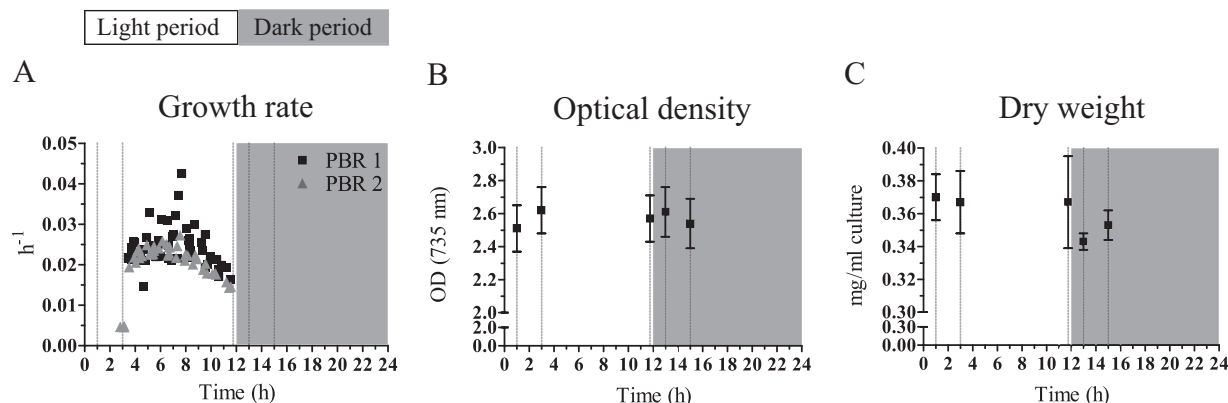 Light period Dark period
A
Growth rate
0.05
0.04
0.03
0.02
0.01
0.00
h-1
PBR 1
PBR 2
0 2 4 6 8 10 12 14 16 18 20 22 24
Time (h)
B
Optical density
3.0
2.8
2.6
2.4
2.2
2.0
2.0
0.0
OD (735 nm)
0 2 4 6 8 10 12 14 16 18 20 22 24
Time (h)
C
Dry weight
0.40
0.38
0.36
0.34
0.32
0.30
0.30
0.00
mg/ml culture
0 2 4 6 8 10 12 14 16 18 20 22 24
Time (h)